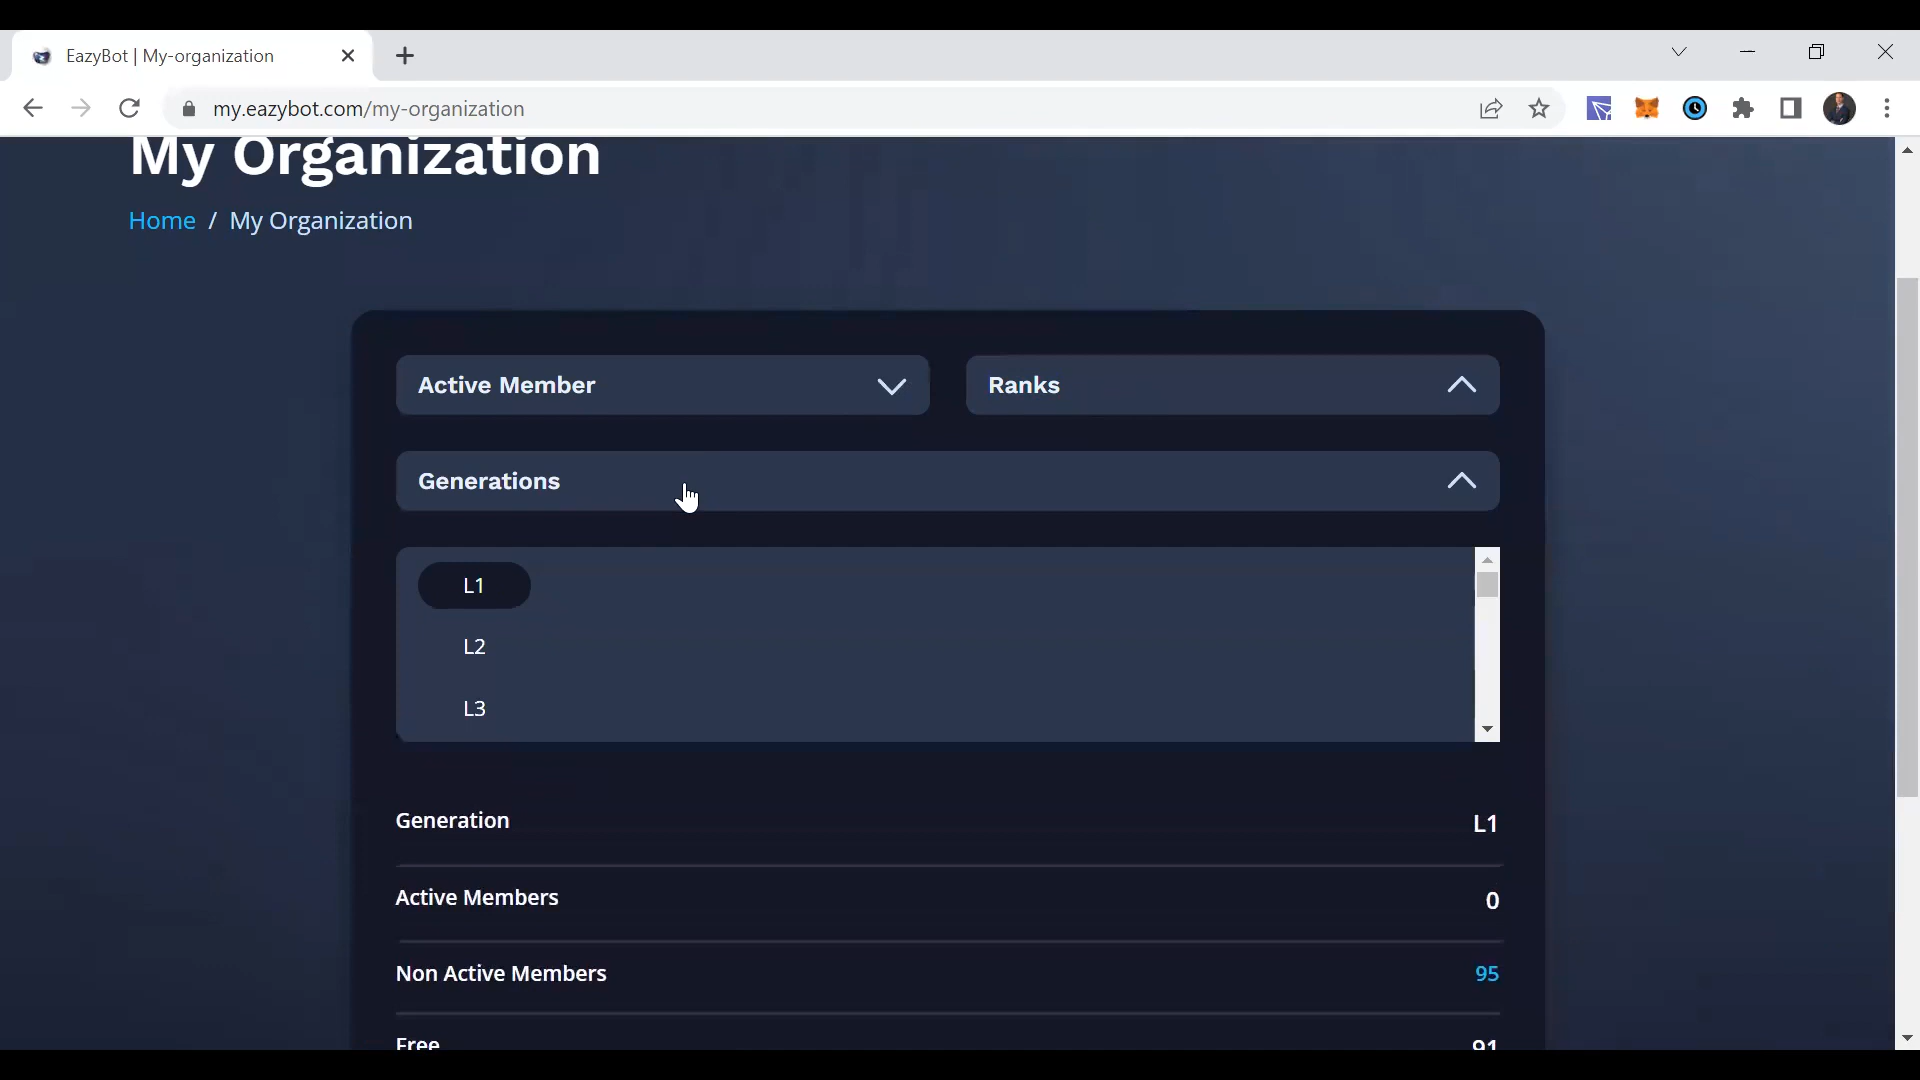 EazyBot | My-organization
my.eazybot.com/my-organization
My Organization
Home / My Organization
Active Member
Ranks
Generations
L1
L2
L3
Generation L1
Active Members 0
Non Active Members 95
Free 91